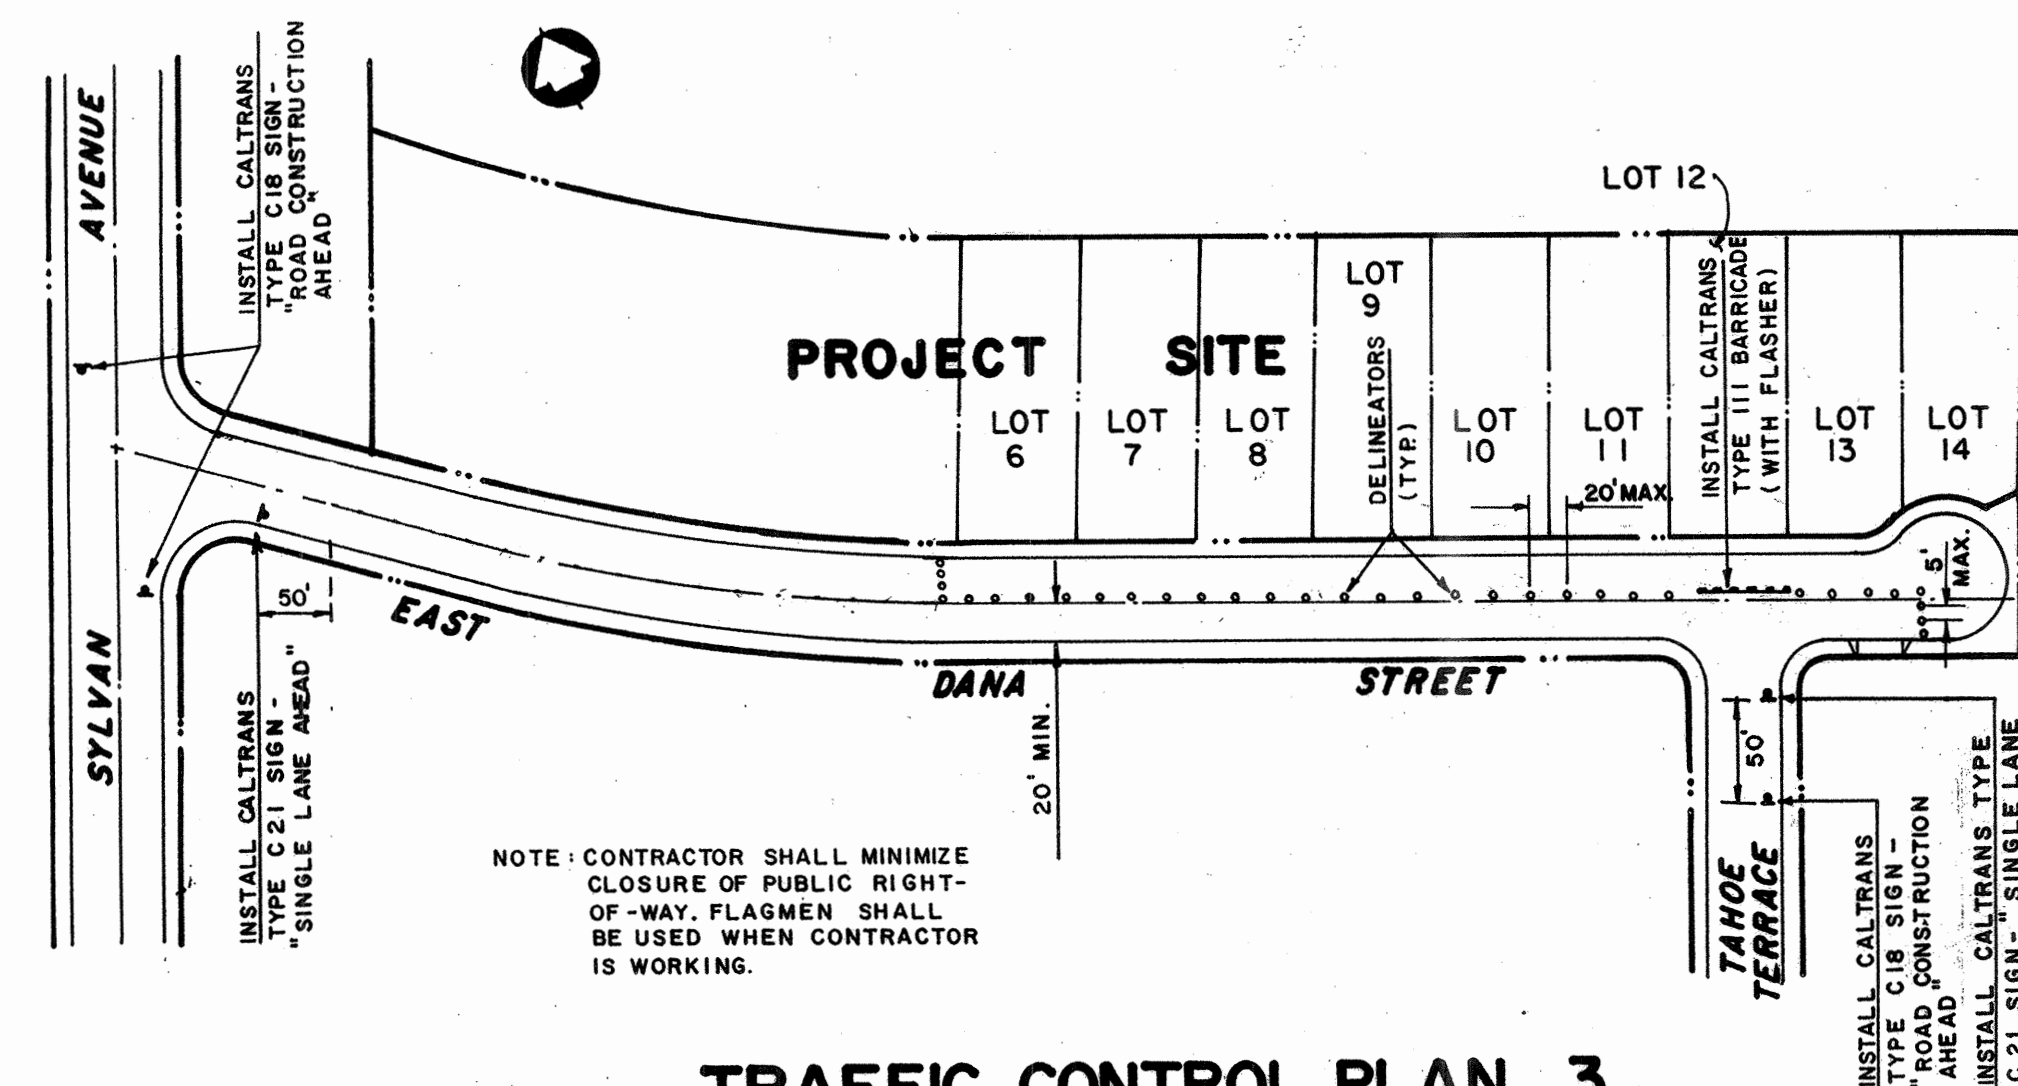 INSTALL CALTRANS
TYPE C18 SIGN-
"ROAD CONSTRUCTION
AHEAD"
SYLVAN AVENUE
LOT 12
PROJECT SITE
LOT
6
LOT
7
LOT
8
LOT
9
DELINEATORS
(TYP.)
LOT
10
LOT
11
20' MAX.
INSTALL CALTRANS
TYPE III BARRICADE
(WITH FLASHER)
LOT
13
LOT
14
5'
MAX.
50'
EAST DANA STREET
INSTALL CALTRANS
TYPE C 21 SIGN-
"SINGLE LANE AHEAD"
20' MIN.
NOTE: CONTRACTOR SHALL MINIMIZE
CLOSURE OF PUBLIC RIGHT-
OF-WAY. FLAGMEN SHALL
BE USED WHEN CONTRACTOR
IS WORKING.
50'
TAHOE
TERRACE
INSTALL CALTRANS
TYPE C18 SIGN-
"ROAD CONSTRUCTION
AHEAD"
INSTALL CALTRANS TYPE
C 21 SIGN-"SINGLE LANE
TRAFFIC CONTROL PLAN 3